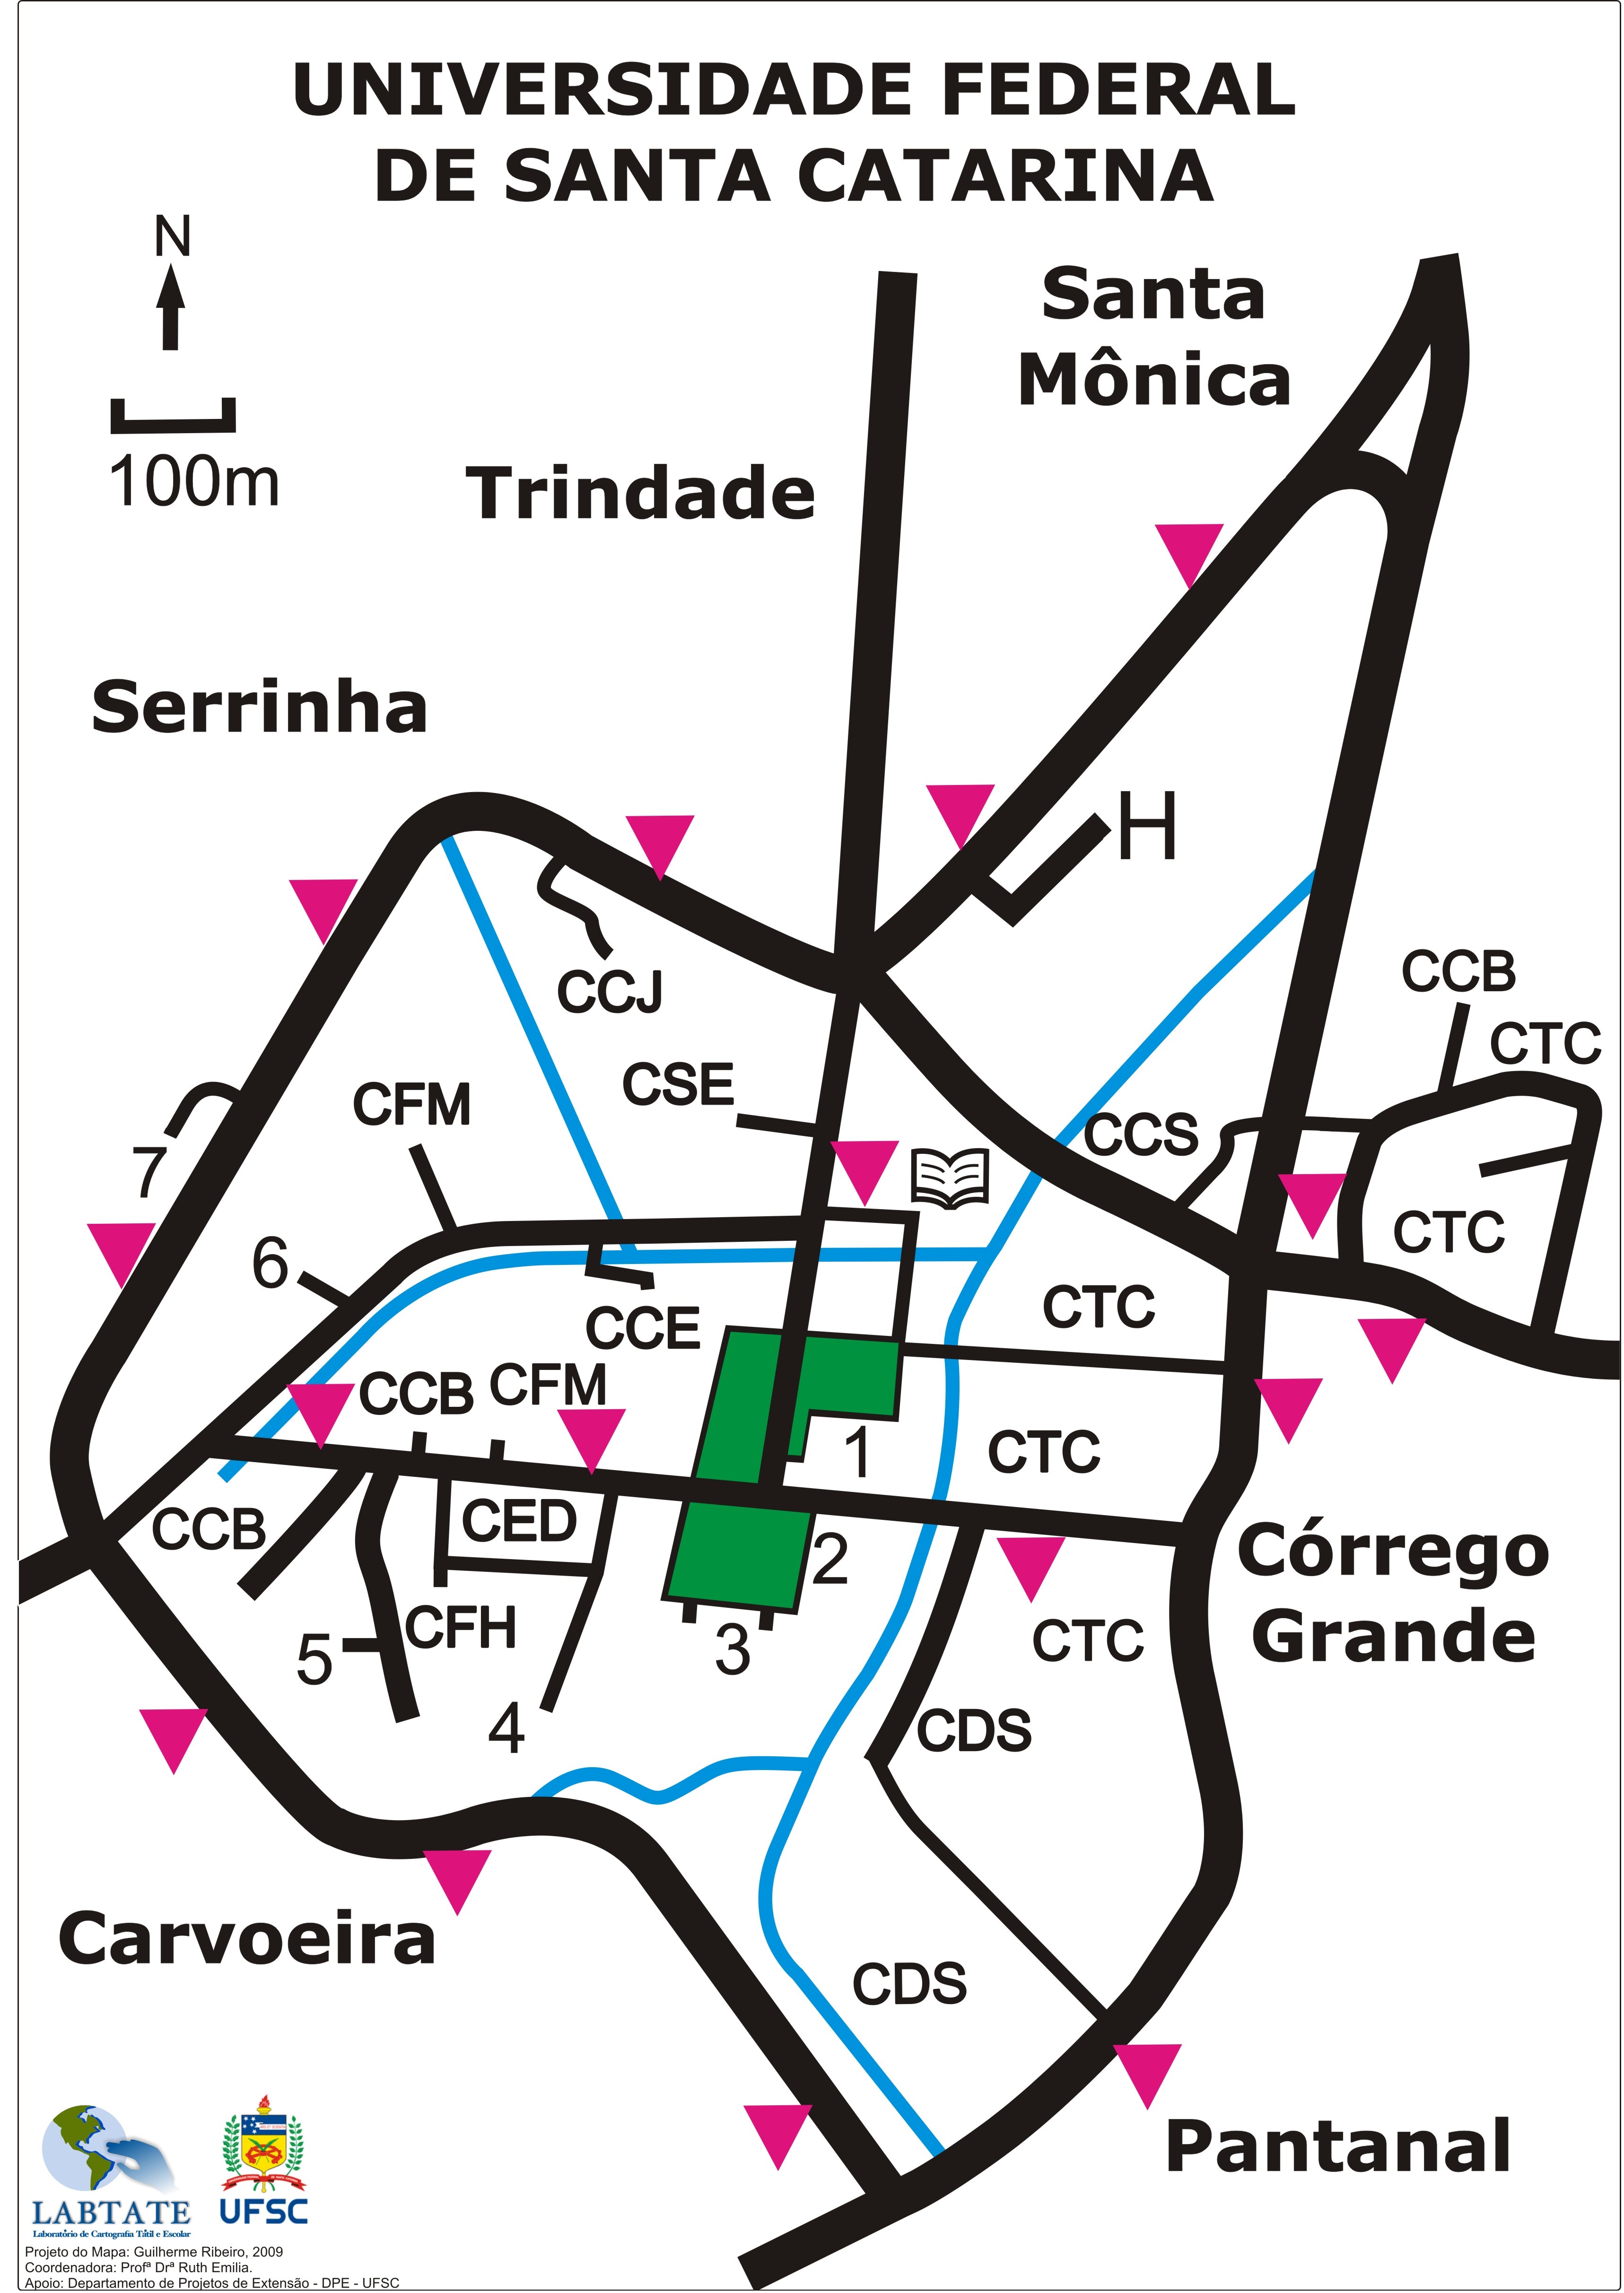 UNIVERSIDADE FEDERAL
DE SANTA CATARINA
N
100m
Santa
Mônica
Trindade
Serrinha
H
CCB
CTC
CCJ
CSE
CFM
CCS
7
CTC
6
CTC
CCE
CCB
CFM
1
CTC
CCB
CED
2
Córrego
Grande
CFH
5
3
CTC
4
CDS
Carvoeira
CDS
Pantanal
LABTATE
Laboratório de Cartografia Tátil e Escolar
UFSC
Projeto do Mapa: Guilherme Ribeiro, 2009
Coordenadora: Profª Drª Ruth Emilia.
Apoio: Departamento de Projetos de Extensão - DPE - UFSC